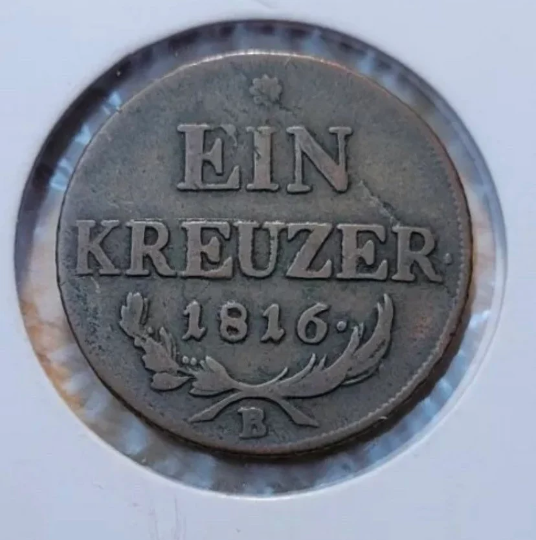 EIN
KREUZER.
·1816·
B